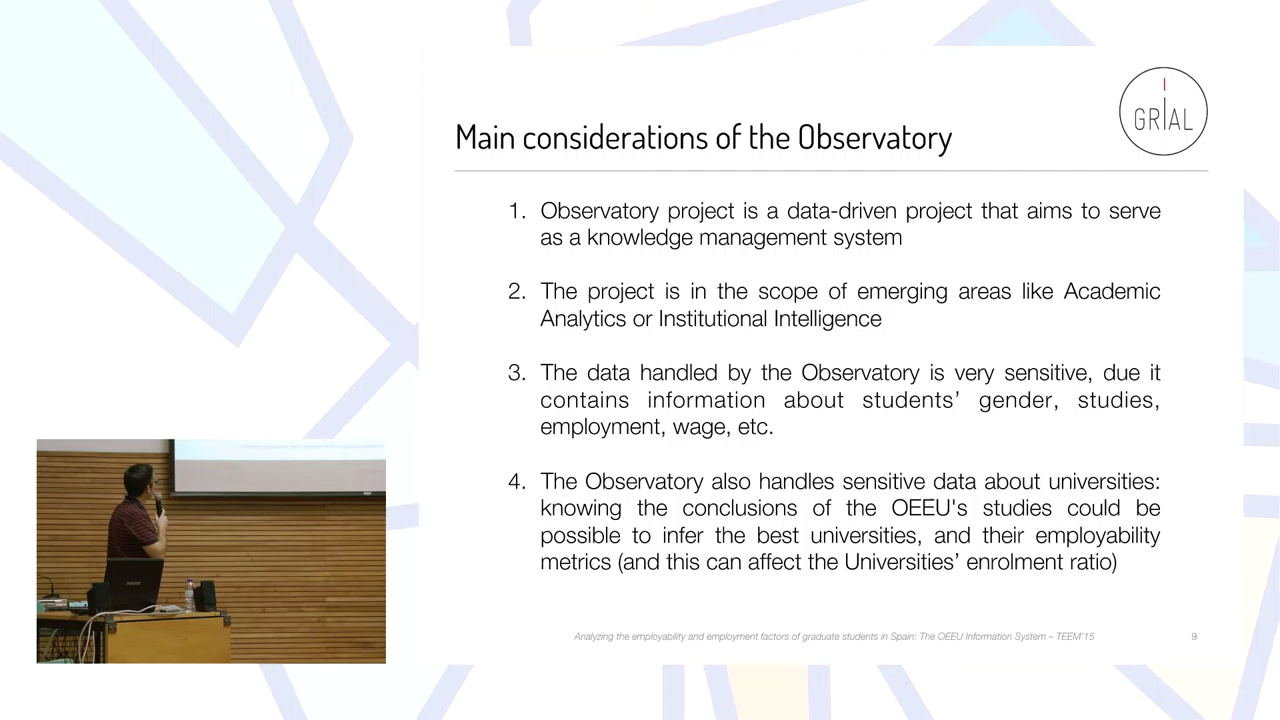 GRIAL
Main considerations of the Observatory
1. Observatory project is a data-driven project that aims to serve
as a knowledge management system
2. The project is in the scope of emerging areas like Academic
Analytics or Institutional Intelligence
3. The data handled by the Observatory is very sensitive, due it
contains information about students’ gender, studies,
employment, wage, etc.
4. The Observatory also handles sensitive data about universities:
knowing the conclusions of the OEEU's studies could be
possible to infer the best universities, and their employability
metrics (and this can affect the Universities’ enrolment ratio)
Analyzing the employability and employment factors of graduate students in Spain: The OEEU Information System – TEEM’15
9